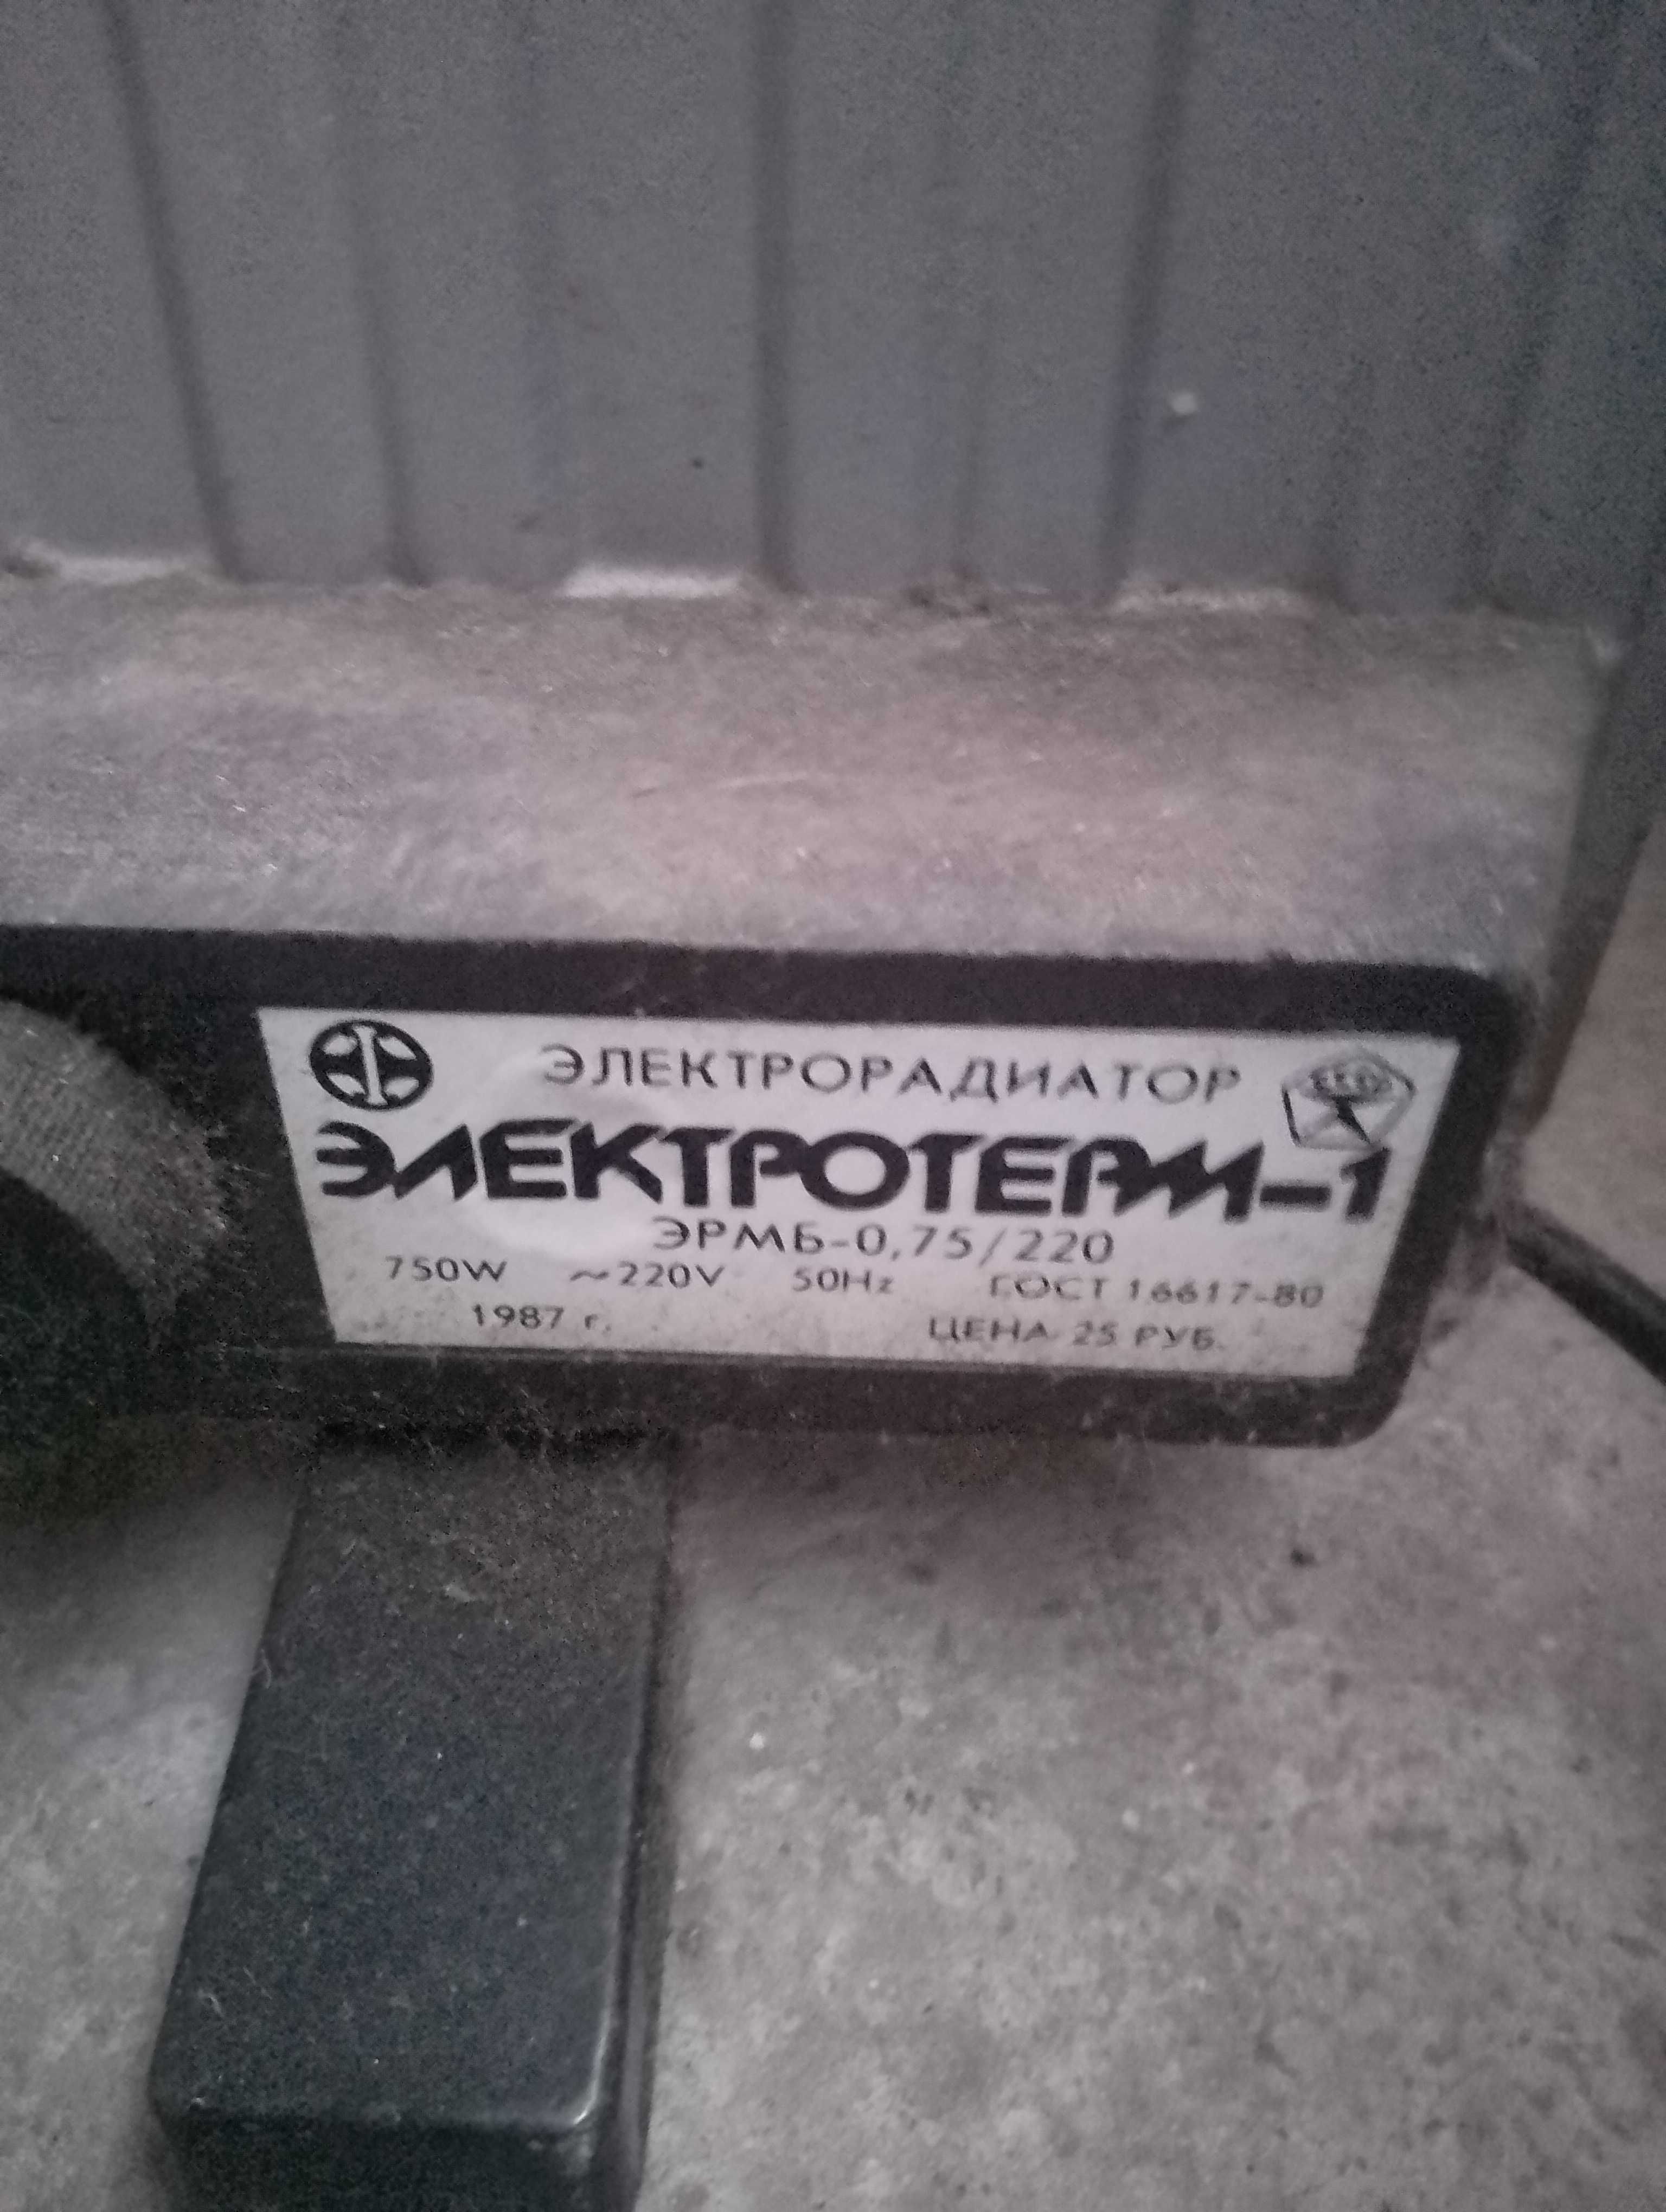 ЭЛЕКТРОРАДИАТОР
ЭЛЕКТРОТЕРМ-1
ЭРМБ-0,75/220
750W ~220V 50Hz ГОСТ 16617-80
1987 г. ЦЕНА 25 РУБ.